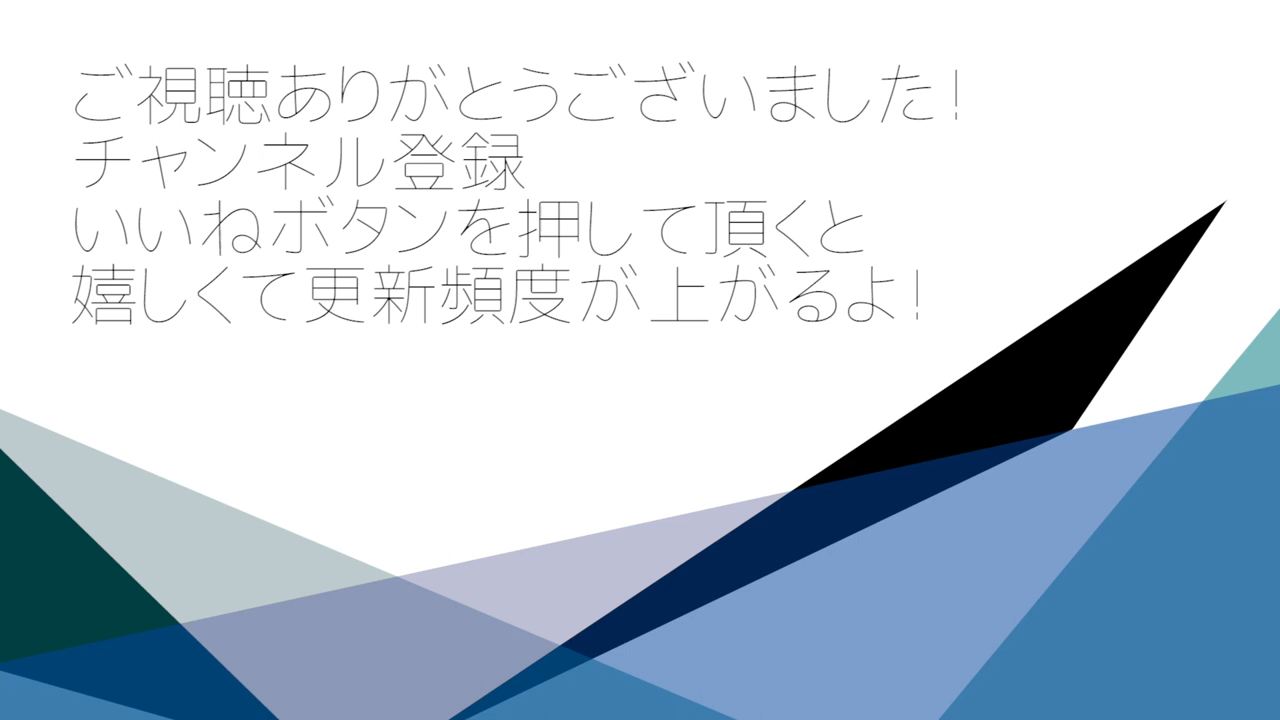 ご視聴ありがとうございました!
チャンネル登録
いいねボタンを押して頂くと
嬉しくて更新頻度が上がるよ!